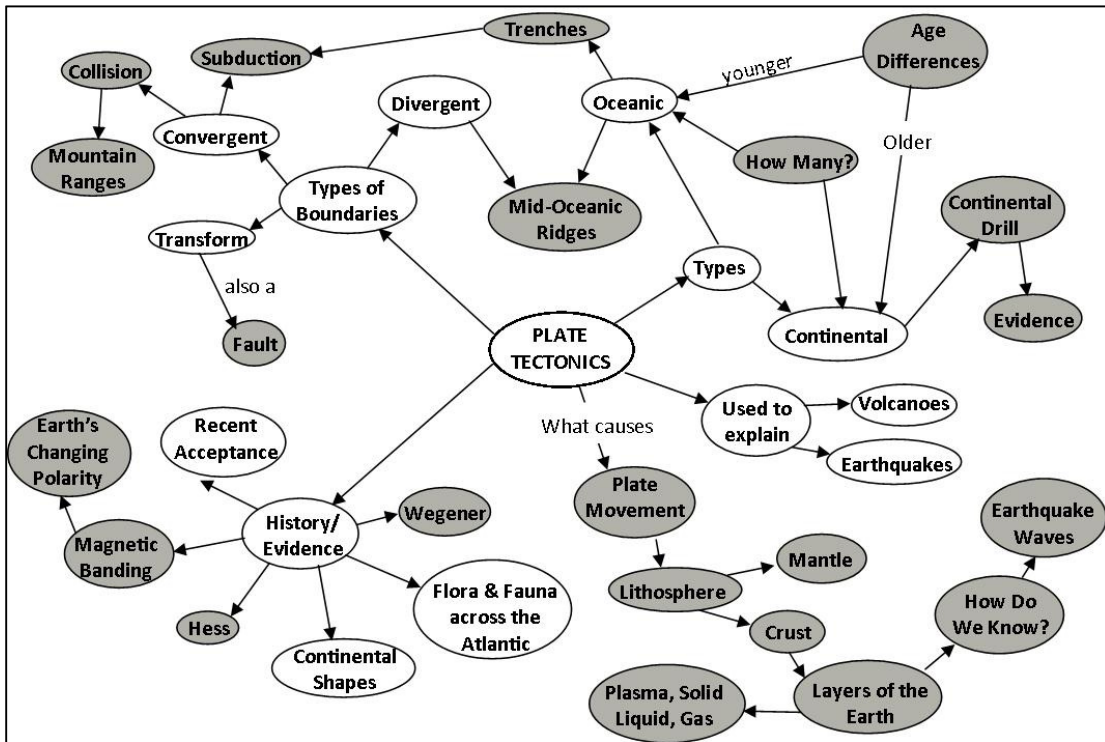 Trenches
Age
Differences
Subduction
Collision
younger
Divergent
Oceanic
Convergent
Older
How Many?
Mountain
Ranges
Types of
Boundaries
Mid-Oceanic
Ridges
Continental
Drill
Transform
Types
also a
Evidence
Continental
Fault
PLATE
TECTONICS
Volcanoes
Used to
explain
What causes
Earthquakes
Earth's
Changing
Polarity
Recent
Acceptance
Plate
Movement
Wegener
Earthquake
Waves
History/
Evidence
Magnetic
Banding
Mantle
Lithosphere
Flora & Fauna
across the
Atlantic
How Do
We Know?
Hess
Crust
Continental
Shapes
Plasma, Solid
Liquid, Gas
Layers of the
Earth